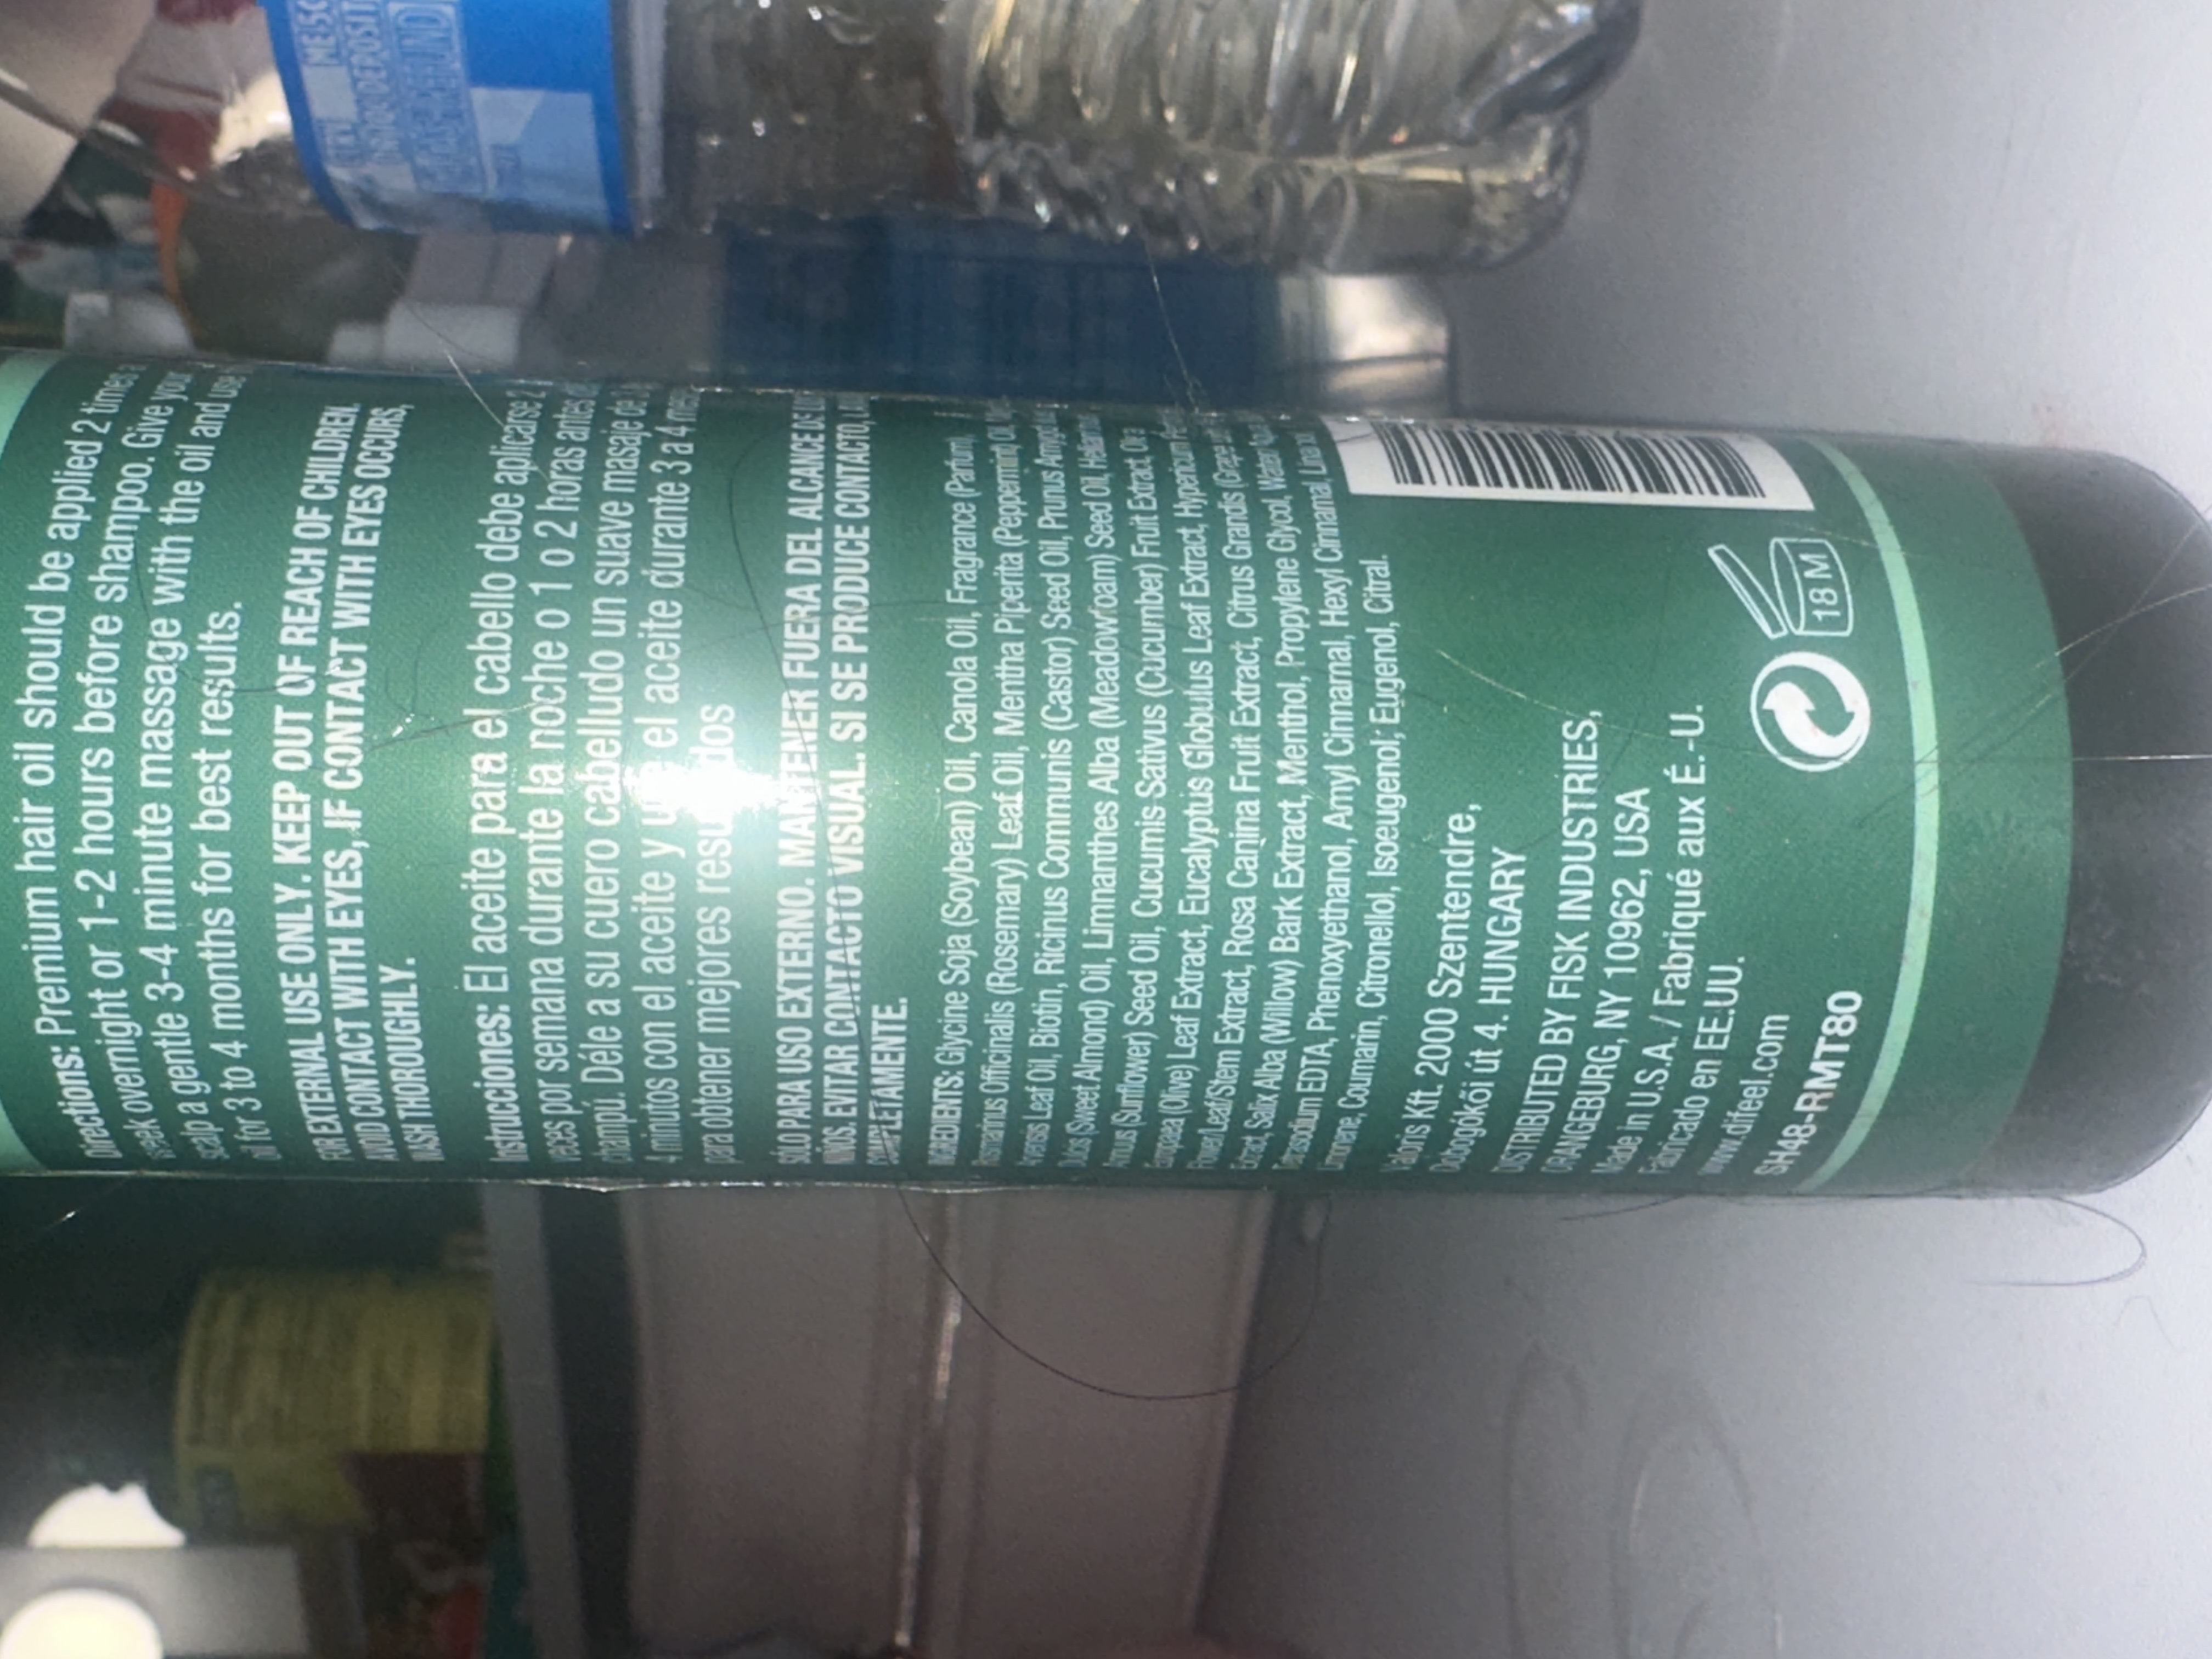 Directions: Premium hair oil should be applied 2 times a
overnight or 1-2 hours before shampoo. Give your
scalp a gentle 3-4 minute massage with the oil and use
oil for 3 to 4 months for best results.
FOR EXTERNAL USE ONLY. KEEP OUT OF REACH OF CHILDREN.
AVOID CONTACT WITH EYES, IF CONTACT WITH EYES OCCURS,
WASH THOROUGHLY.
Instrucciones: El aceite para el cabello debe aplicarse 2
veces por semana durante la noche o 1 o 2 horas antes
champú. Déle a su cuero cabelludo un suave masaje de
4 minutos con el aceite y el aceite durante 3 a 4
para obtener mejores
SÓLO PARA USO EXTERNO. MANTENER FUERA DEL ALCANCE
NIÑOS. EVITAR CONTACTO VISUAL. SI SE PRODUCE CONTACTO,
INGREDIENTS: Glycine Soja (Soybean) Oil, Canola Oil, Fragrance (Parfum),
Rosmarinus Officinalis (Rosemary) Leaf Oil, Mentha Piperita (Peppermint) Oil,
Arvensis Leaf Oil, Biotin, Ricinus Communis (Castor) Seed Oil, Prunus
Dulcis (Sweet Almond) Oil, Limnanthes Alba (Meadowfoam) Seed Oil,
Annuus (Sunflower) Seed Oil, Cucumis Sativus (Cucumber) Fruit Extract,
Europaea (Olive) Leaf Extract, Eucalyptus Globulus Leaf Extract, Hypericum
Flower/Leaf/Stem Extract, Rosa Canina Fruit Extract, Citrus Grandis
Extract, Salix Alba (Willow) Bark Extract, Menthol, Propylene Glycol, Water
Tetrasodium EDTA, Phenoxyethanol, Amyl Cinnamal, Hexyl Cinnamal,
Limonene, Coumarin, Citronellol, Isoeugenol, Eugenol, Citral.
Kft. 2000 Szentendre,
Dobogókői út 4. HUNGARY
DISTRIBUTED BY FISK INDUSTRIES,
ORANGEBURG, NY 10962, USA
Made in U.S.A. / Fabriqué aux É.-U.
Fabricado en EE.UU.
www.difeel.com
SH48-RMT80
18 M